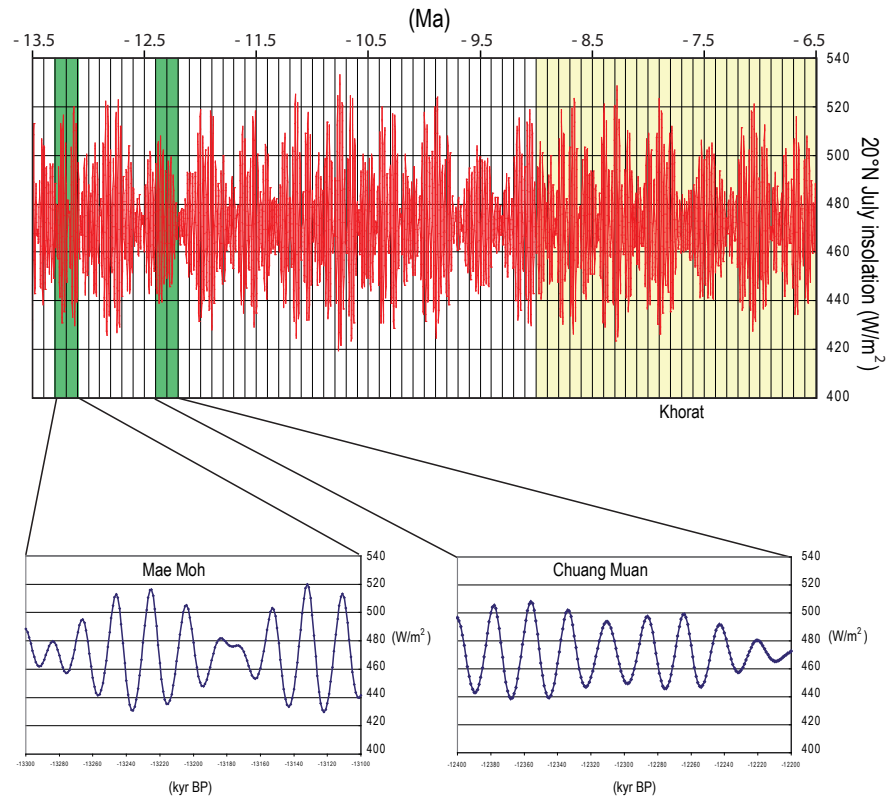 (Ma)
- 13.5 - 12.5 - 11.5 - 10.5 - 9.5 - 8.5 - 7.5 - 6.5
540
520
500
480
460
440
420
400
20°N July insolation (W/m²)
Khorat
Mae Moh
540
520
500
(W/m²)
480
460
440
420
400
-13300 -13280 -13260 -13240 -13220 -13200 -13180 -13160 -13140 -13120 -13100
(kyr BP)
Chuang Muan
540
520
500
(W/m²)
480
460
440
420
400
-12400 -12380 -12360 -12340 -12320 -12300 -12280 -12260 -12240 -12220 -12200
(kyr BP)